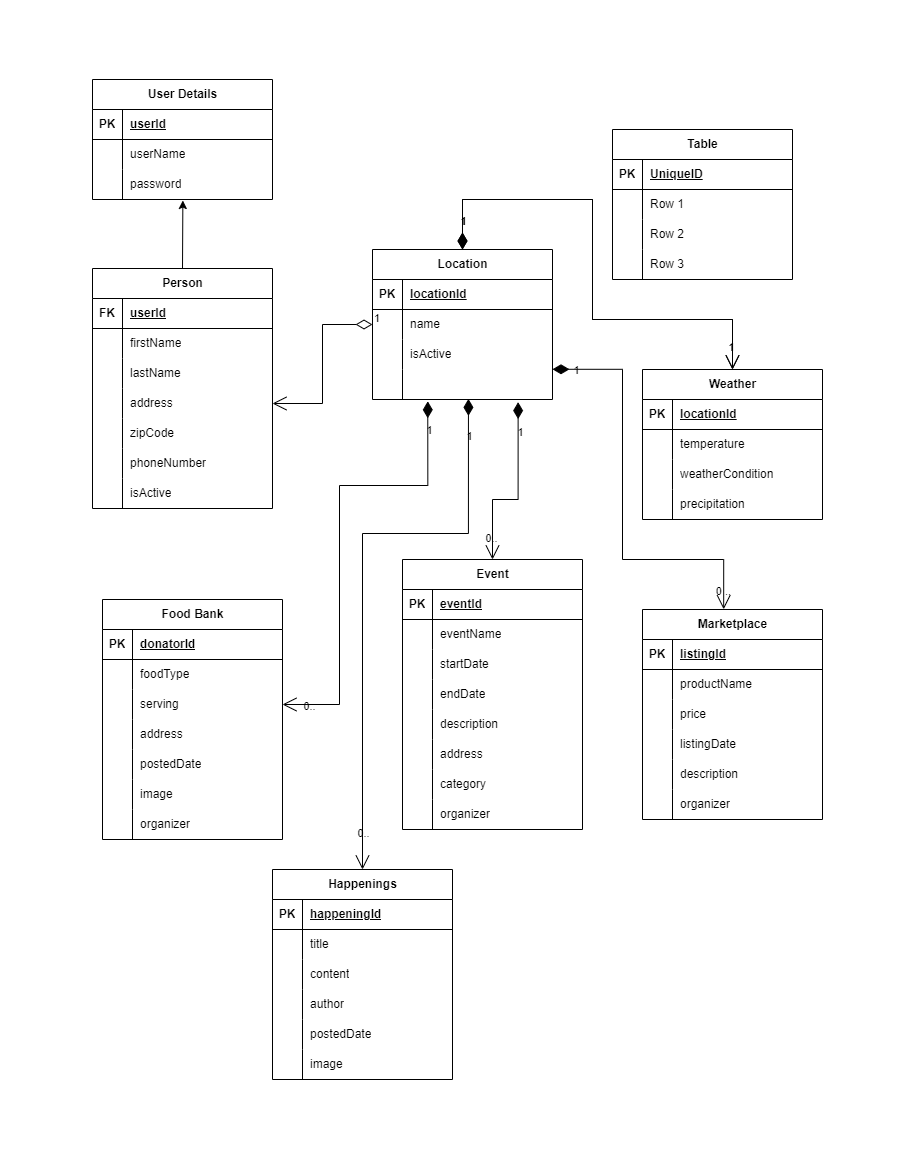 User Details
PK userId
userName
password
Table
PK UniqueID
Row 1
Row 2
Row 3
Person
FK userId
firstName
lastName
address
zipCode
phoneNumber
isActive
1
Location
PK locationId
name
isActive
1
1
1
1
1
1
Weather
PK locationId
temperature
weatherCondition
precipitation
0..
Event
PK eventId
eventName
startDate
endDate
description
address
category
organizer
0..
Marketplace
PK listingId
productName
price
listingDate
description
organizer
Food Bank
PK donatorId
foodType
serving
address
postedDate
image
organizer
0..
0..
Happenings
PK happeningId
title
content
author
postedDate
image